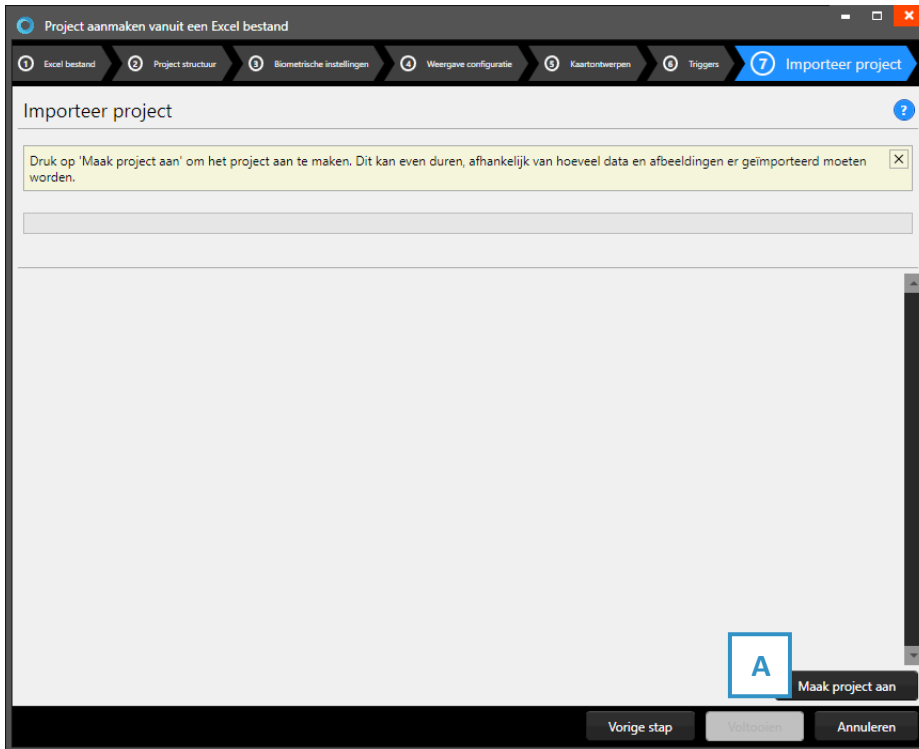 Project aanmaken vanuit een Excel bestand
1 Excel bestand 2 Project structuur 3 Biometrische instellingen 4 Weergave configuratie 5 Kaartontwerpen 6 Triggers 7 Importeer project
Importeer project ?
Druk op 'Maak project aan' om het project aan te maken. Dit kan even duren, afhankelijk van hoeveel data en afbeeldingen er geïmporteerd moeten
worden.
A
Maak project aan
Vorige stap Voltooien Annuleren